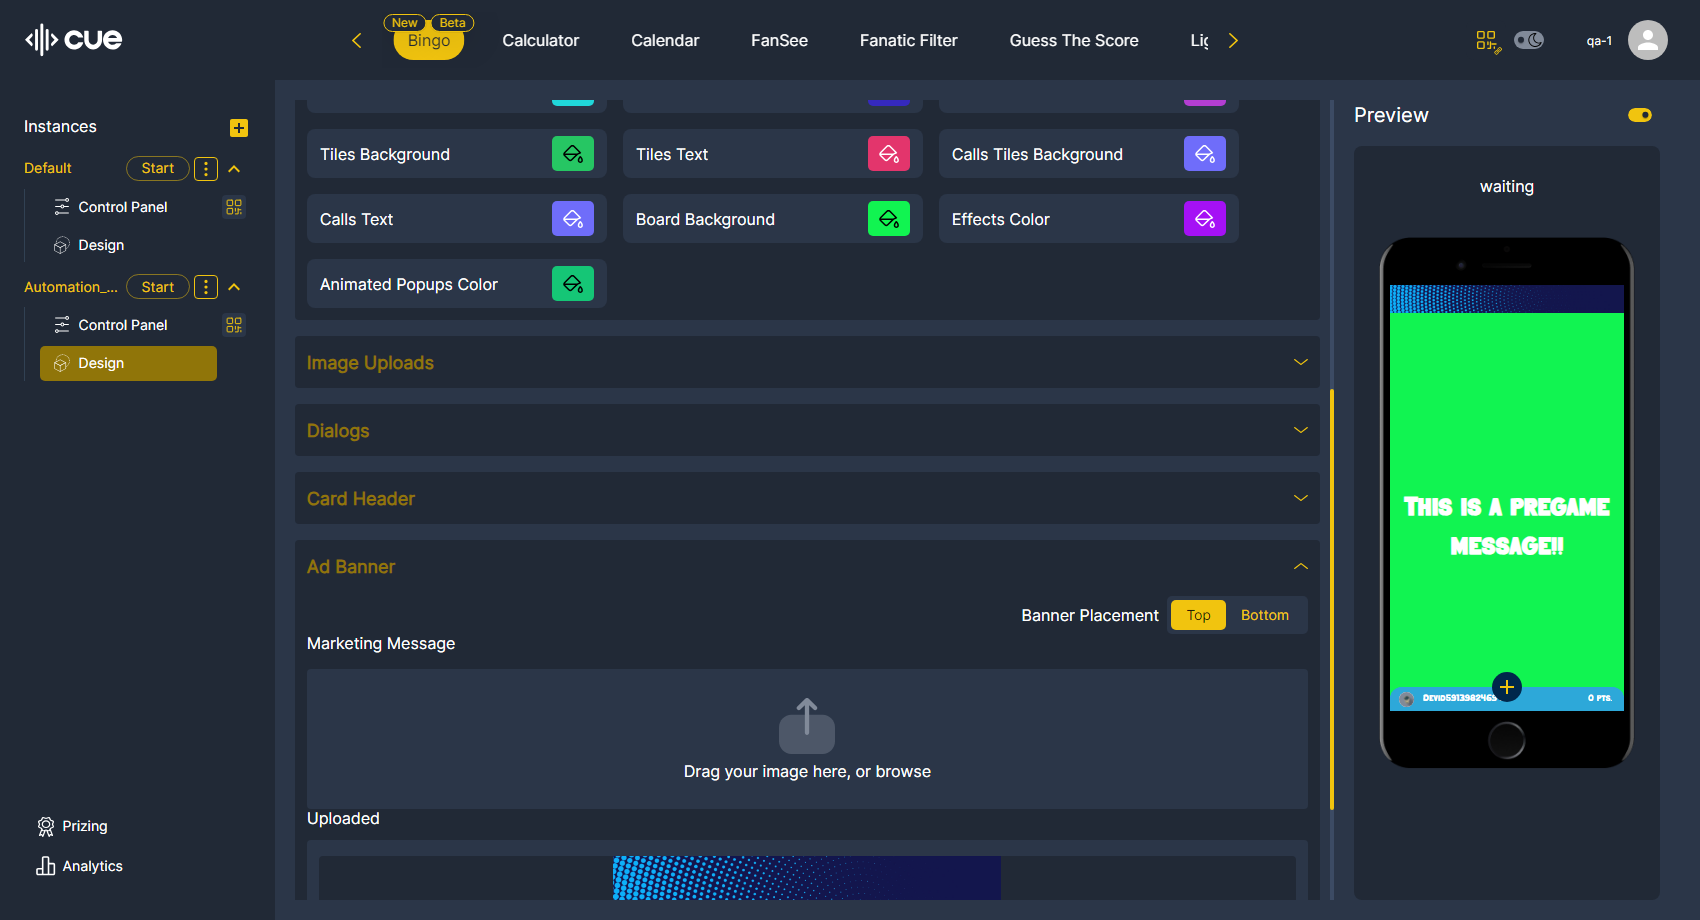 cue
New Beta
Bingo
Calculator
Calendar
FanSee
Fanatic Filter
Guess The Score
qa-1
Instances
Default
Start
Control Panel
Design
Automation_...
Start
Control Panel
Design
Prizing
Analytics
Tiles Background
Tiles Text
Calls Tiles Background
Calls Text
Board Background
Effects Color
Animated Popups Color
Image Uploads
Dialogs
Card Header
Ad Banner
Banner Placement
Top
Bottom
Marketing Message
Drag your image here, or browse
Uploaded
Preview
waiting
THIS IS A PREGAME
MESSAGE!!
0 PTS.